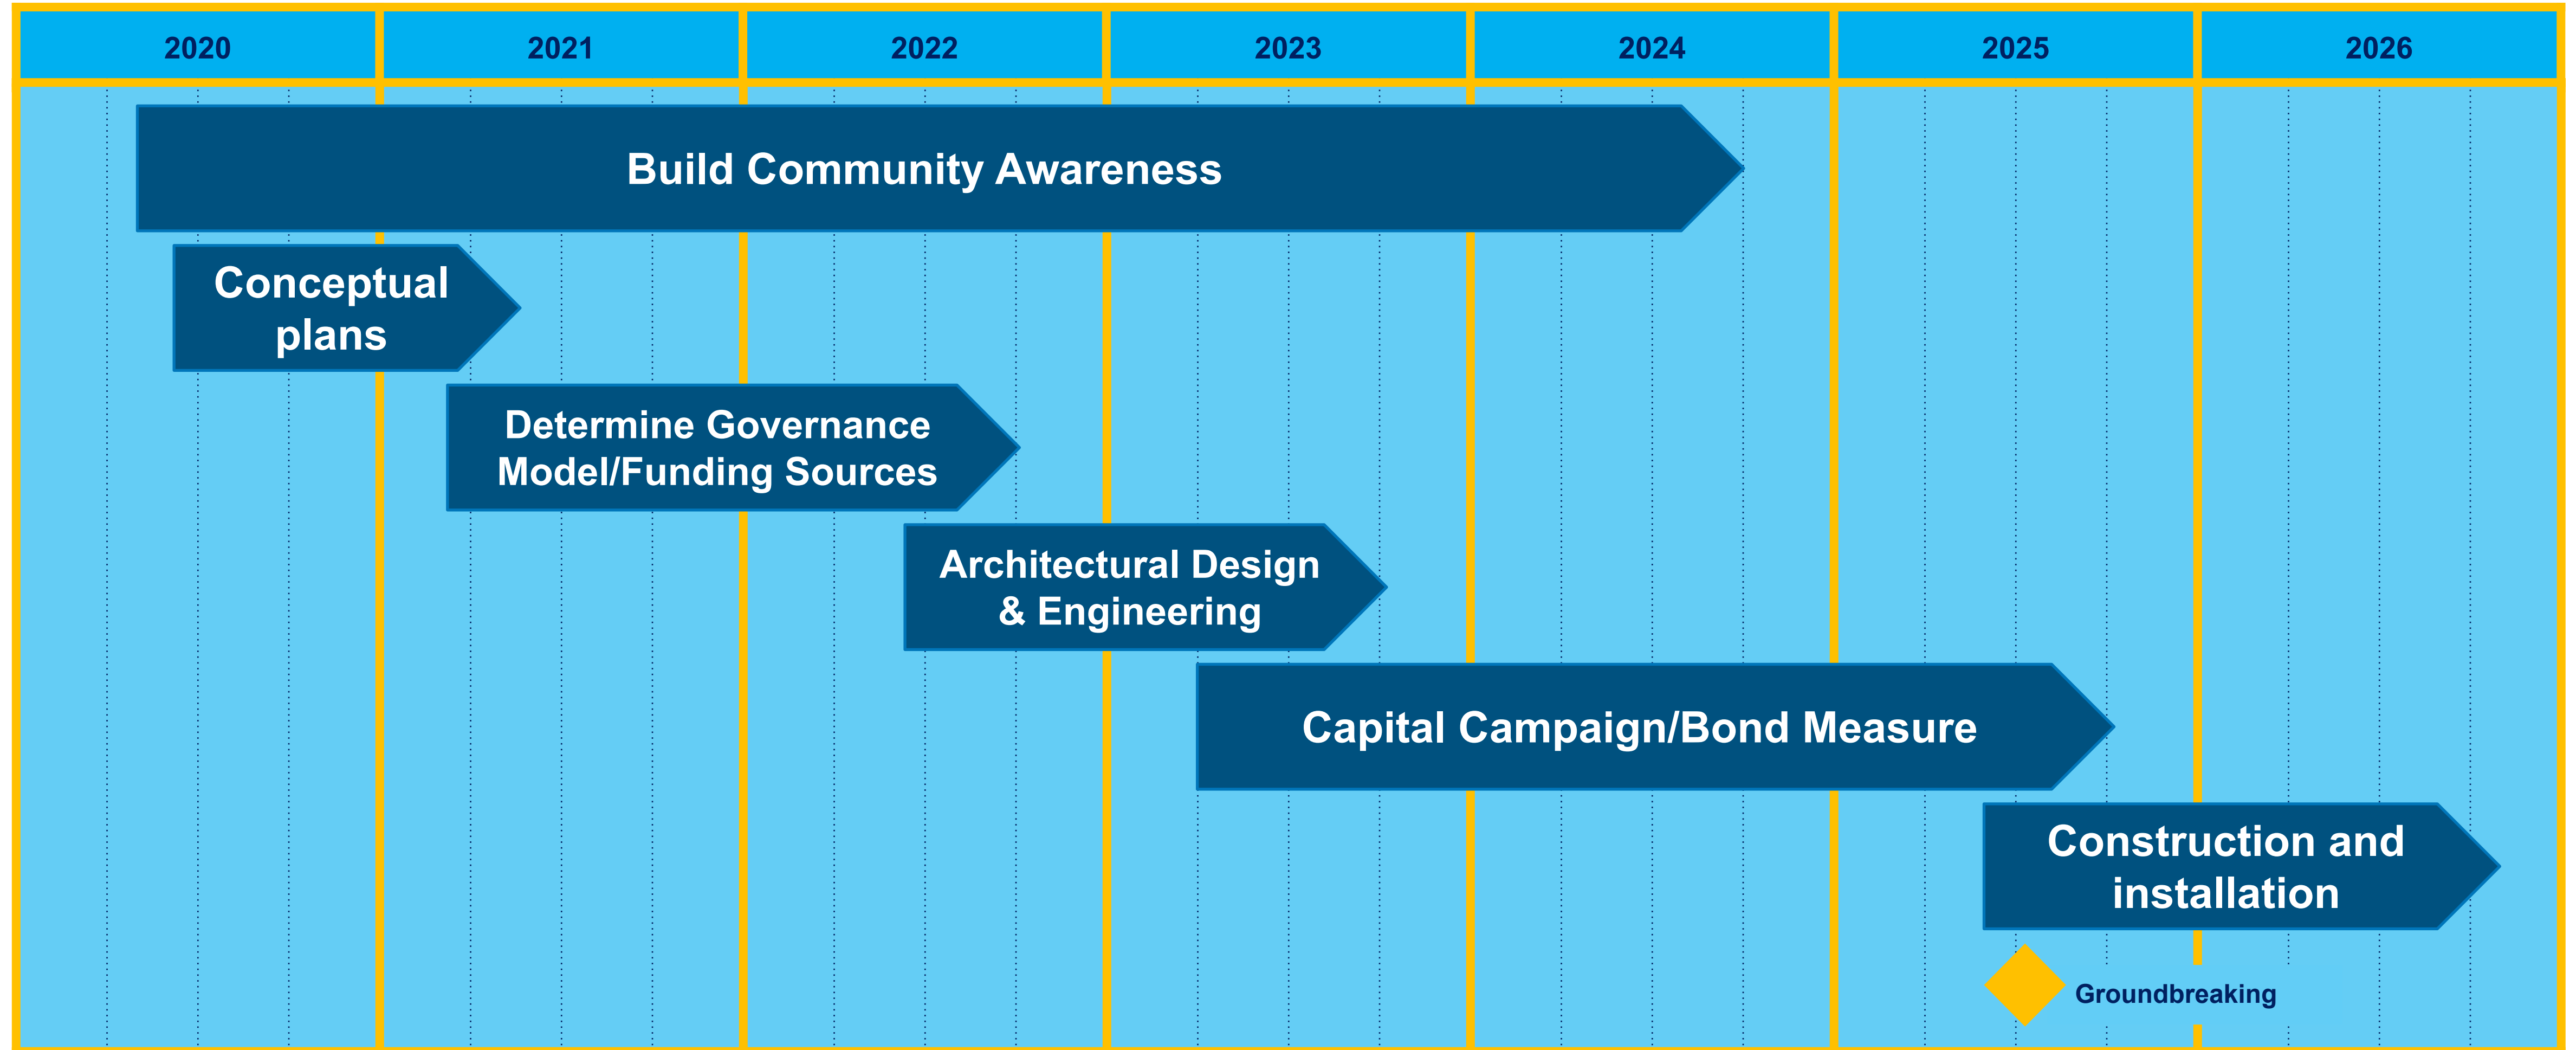 2020 2021 2022 2023 2024 2025 2026
Build Community Awareness
Conceptual
plans
Determine Governance
Model/Funding Sources
Architectural Design
& Engineering
Capital Campaign/Bond Measure
Construction and
installation
Groundbreaking